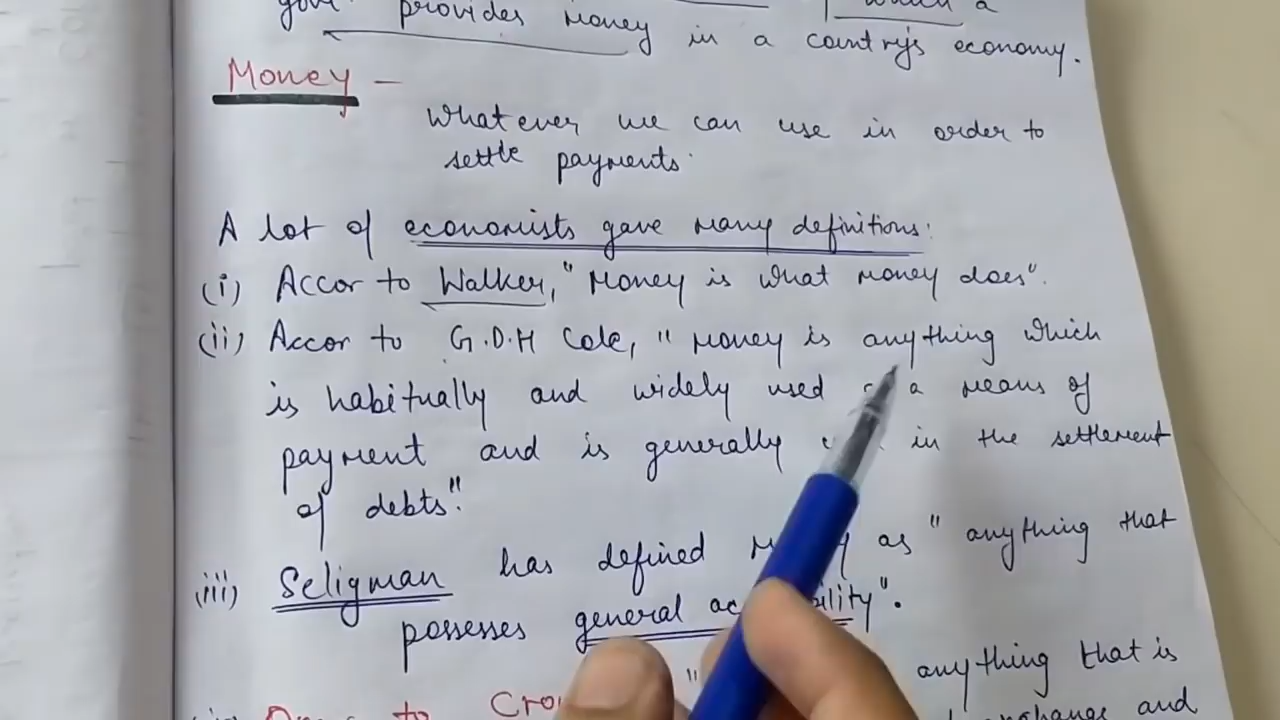 gov. provides money in a country's economy.
Money -
Whatever we can use in order to
settle payments.
A lot of economists gave many definitions:
(i) Accor to Walker, "Money is what money does".
(ii) Accor to G.D.H Cole, "Money is anything which
is habitually and widely used a means of
payment and is generally in the settlement
of debts".
(iii) Seligman has defined as "anything that
possesses general".
anything that is
to
and